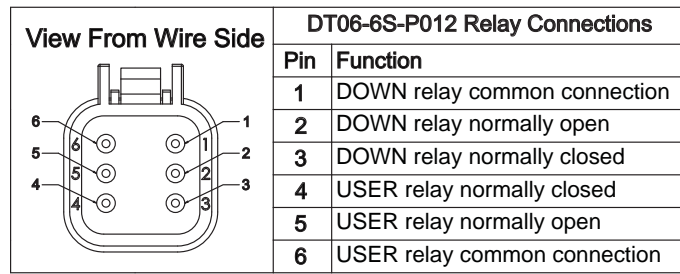 View From Wire Side
6 1
6 1
5 2
5 2
4 3
4 3
DT06-6S-P012 Relay Connections
Pin Function
1 DOWN relay common connection
2 DOWN relay normally open
3 DOWN relay normally closed
4 USER relay normally closed
5 USER relay normally open
6 USER relay common connection